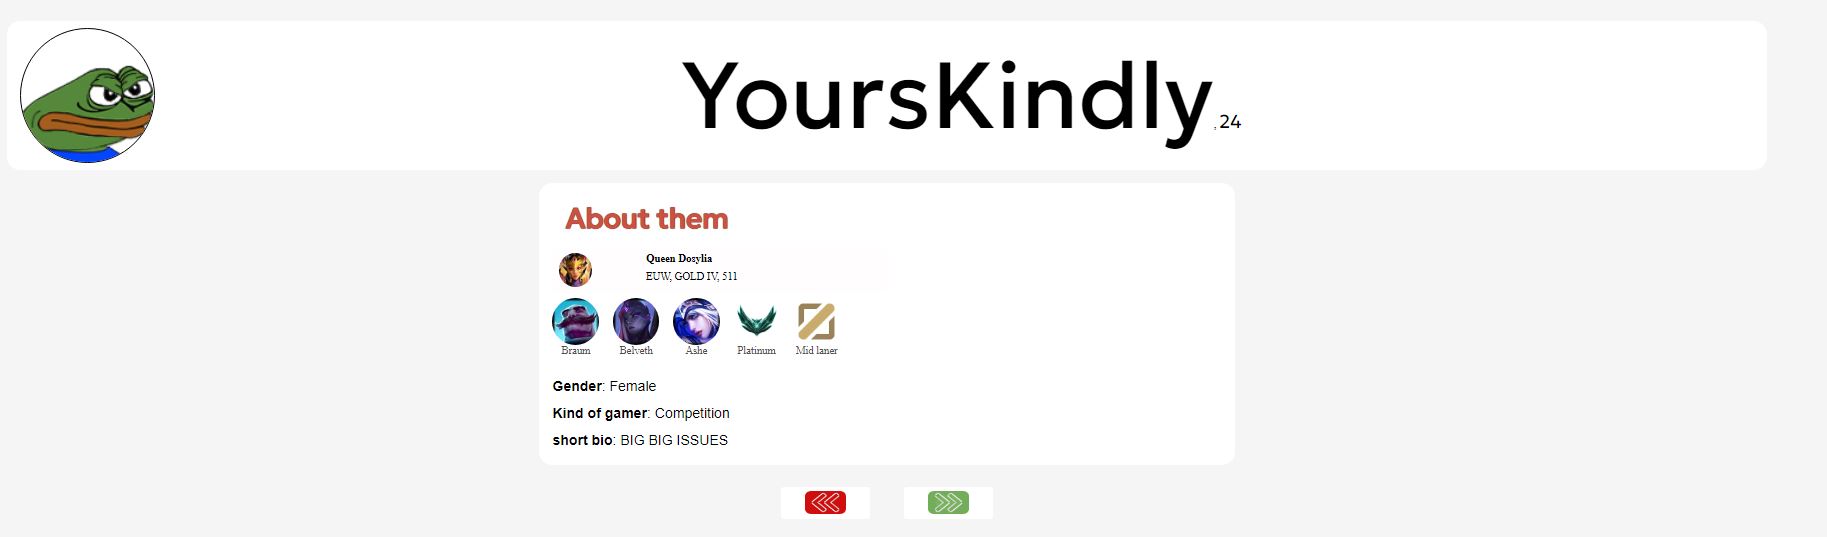 YoursKindly, 24
About them
Queen Dosylia
EUW, GOLD IV, 511
Braum Belveth Ashe Platinum Mid laner
Gender: Female
Kind of gamer: Competition
short bio: BIG BIG ISSUES